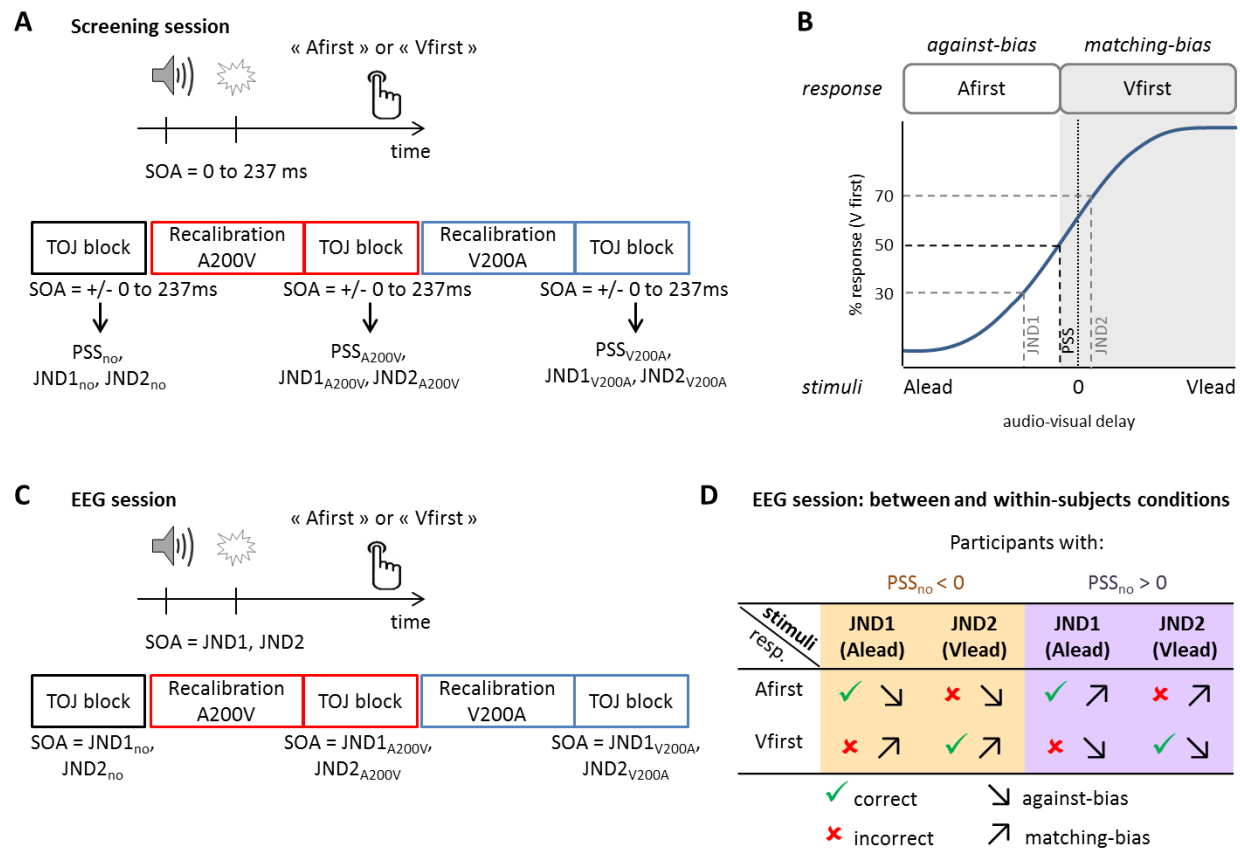 A
Screening session
« Afirst » or « Vfirst »
time
SOA = 0 to 237 ms
TOJ block
Recalibration
A200V
TOJ block
Recalibration
V200A
TOJ block
SOA = +/- 0 to 237ms
SOA = +/- 0 to 237ms
SOA = +/- 0 to 237ms
PSSno,
JND1no, JND2no
PSSA200V,
JND1A200V, JND2A200V
PSSV200A,
JND1V200A, JND2V200A
B
against-bias
matching-bias
response
Afirst
Vfirst
% response (V first)
70
50
30
JND1
PSS
JND2
stimuli
Alead
0
Vlead
audio-visual delay
C
EEG session
« Afirst » or « Vfirst »
time
SOA = JND1, JND2
TOJ block
Recalibration
A200V
TOJ block
Recalibration
V200A
TOJ block
SOA = JND1no,
JND2no
SOA = JND1A200V,
JND2A200V
SOA = JND1V200A,
JND2V200A
D
EEG session: between and within-subjects conditions
Participants with:
PSSno < 0
PSSno > 0
stimuli
resp.
JND1
(Alead)
JND2
(Vlead)
JND1
(Alead)
JND2
(Vlead)
Afirst
✓ ↘ ✘ ↘ ✓ ↗ ✘ ↗
Vfirst
✘ ↗ ✓ ↗ ✘ ↘ ✓ ↘
✓ correct
↘ against-bias
✘ incorrect
↗ matching-bias